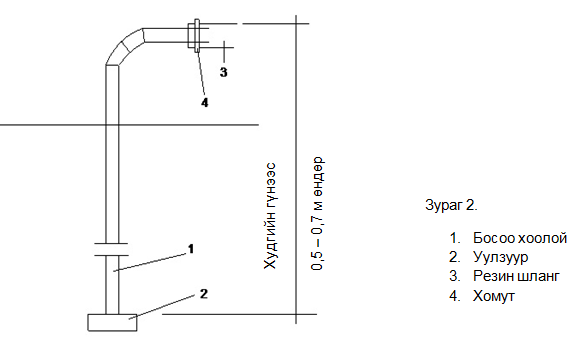 3
4
Худгийн гүнээс
0,5 – 0,7 м өндөр
1
2
Зураг 2.
1. Босоо хоолой
2. Уулзуур
3. Резин шланг
4. Хомут